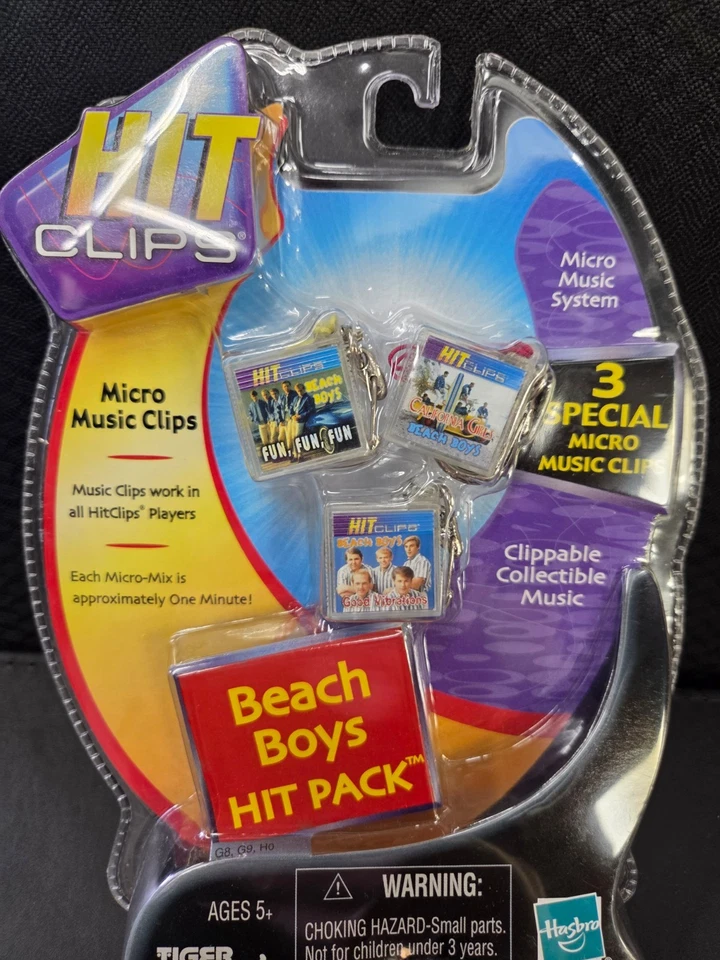 HIT
CLIPS®
Micro
Music
System
3
SPECIAL
MICRO
MUSIC CLIPS
Micro
Music Clips
Music Clips work in
all HitClips® Players
Each Micro-Mix is
approximately One Minute!
HIT CLIPS
BEACH
BOYS
FUN, FUN, FUN
HIT CLIPS
CALIFORNIA GIRLS
BEACH BOYS
HIT CLIPS
BEACH BOYS
Good Vibrations
Clippable
Collectible
Music
Beach
Boys
HIT PACK™
G8, G9, H0
AGES 5+
TIGER
WARNING:
CHOKING HAZARD-Small parts.
Not for children under 3 years.
Hasbro